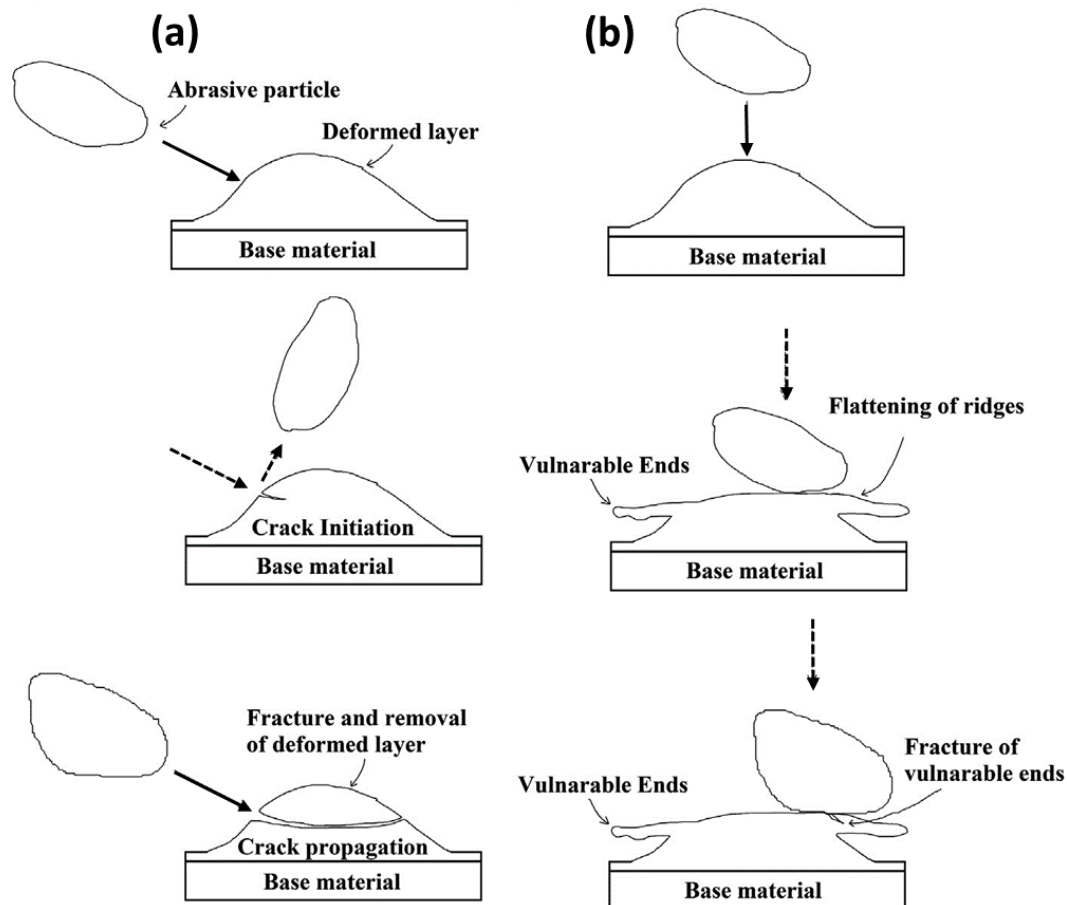 (a)
Abrasive particle
Deformed layer
Base material
Crack Initiation
Base material
Fracture and removal
of deformed layer
Crack propagation
Base material
(b)
Base material
Flattening of ridges
Vulnarable Ends
Base material
Fracture of
vulnarable ends
Vulnarable Ends
Base material